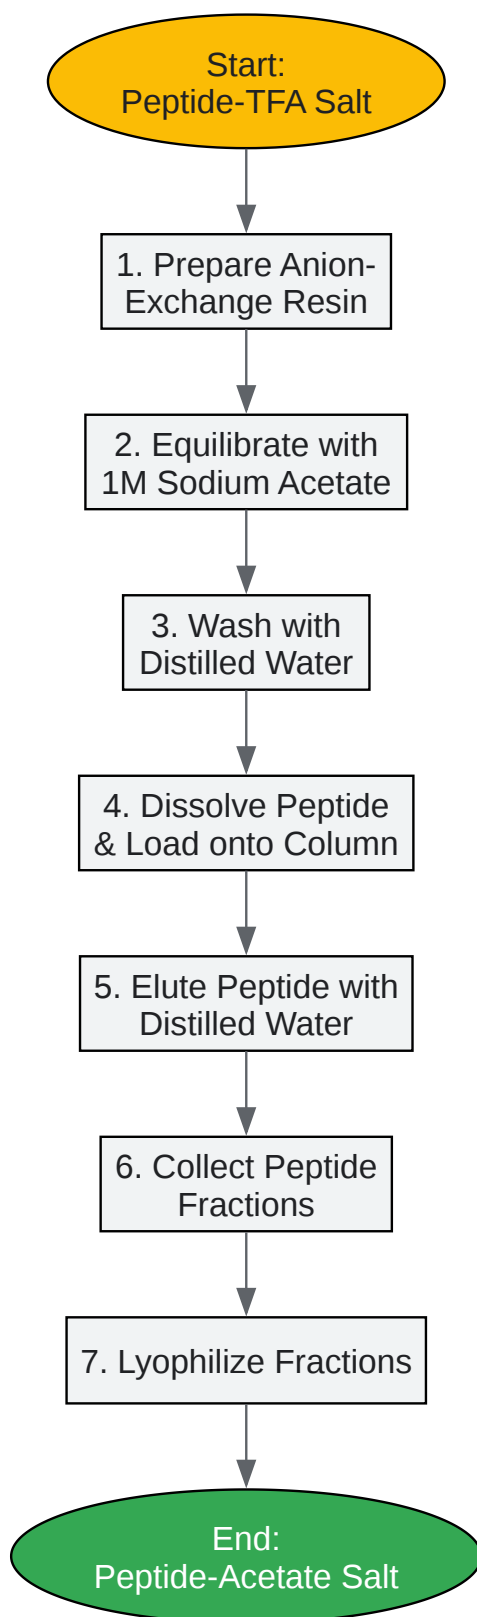 Start:
Peptide-TFA Salt
1. Prepare Anion-
Exchange Resin
2. Equilibrate with
1M Sodium Acetate
3. Wash with
Distilled Water
4. Dissolve Peptide
& Load onto Column
5. Elute Peptide with
Distilled Water
6. Collect Peptide
Fractions
7. Lyophilize Fractions
End:
Peptide-Acetate Salt